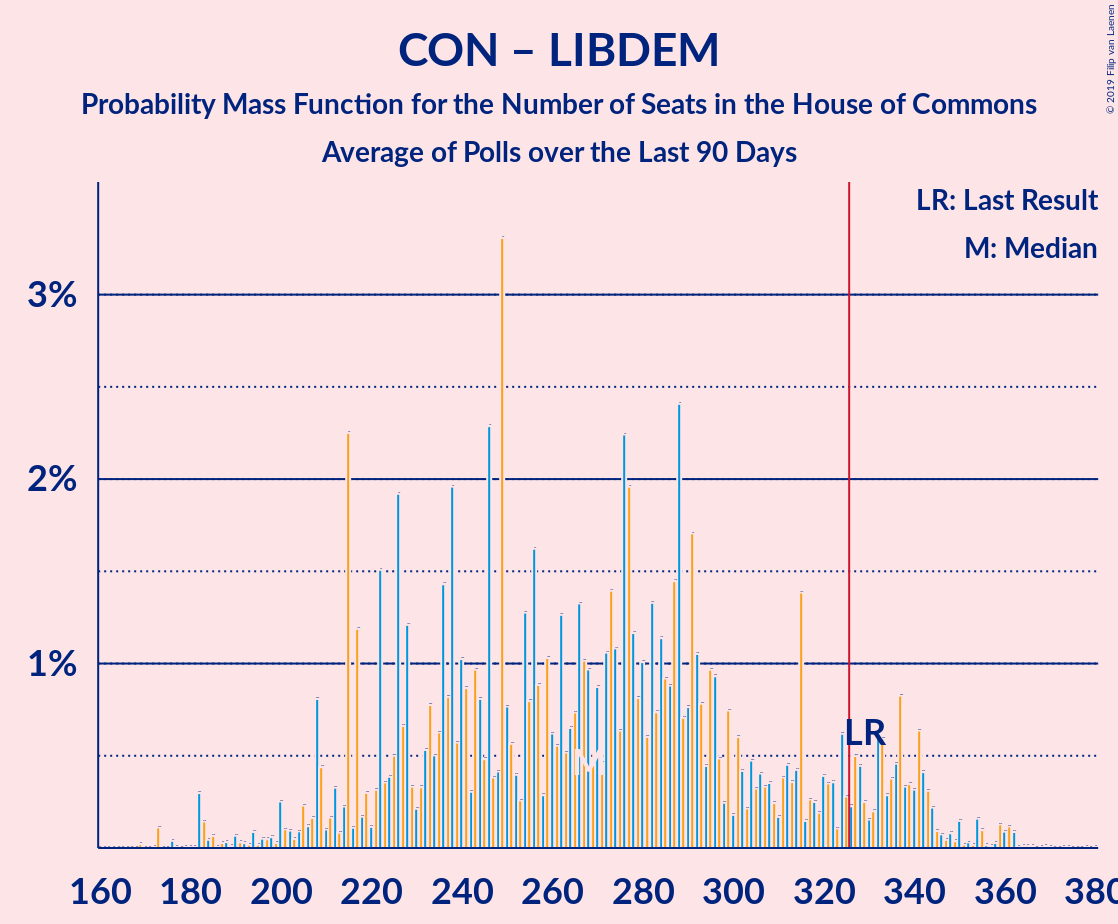 CON – LIBDEM
Probability Mass Function for the Number of Seats in the House of Commons
Average of Polls over the Last 90 Days
© 2019 Filip van Laenen
LR: Last Result
M: Median
3%
2%
1%
LR
M
160 180 200 220 240 260 280 300 320 340 360 380